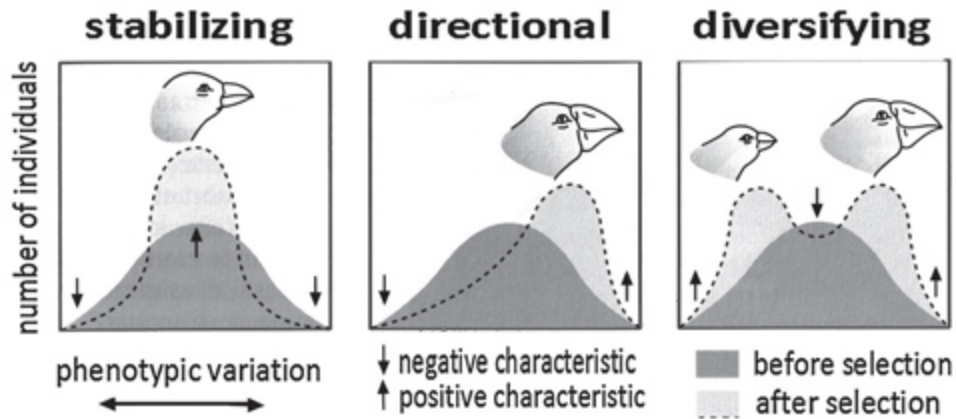 stabilizing
directional
diversifying
number of individuals
phenotypic variation
negative characteristic
positive characteristic
before selection
after selection